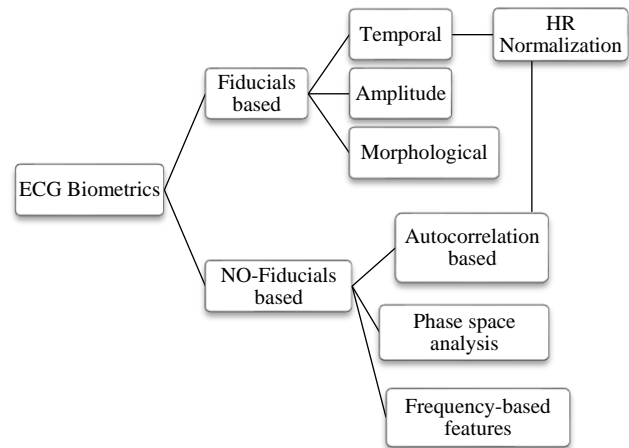 Temporal
HR
Normalization
Fiducials
based
Amplitude
Morphological
ECG Biometrics
Autocorrelation
based
NO-Fiducials
based
Phase space
analysis
Frequency-based
features